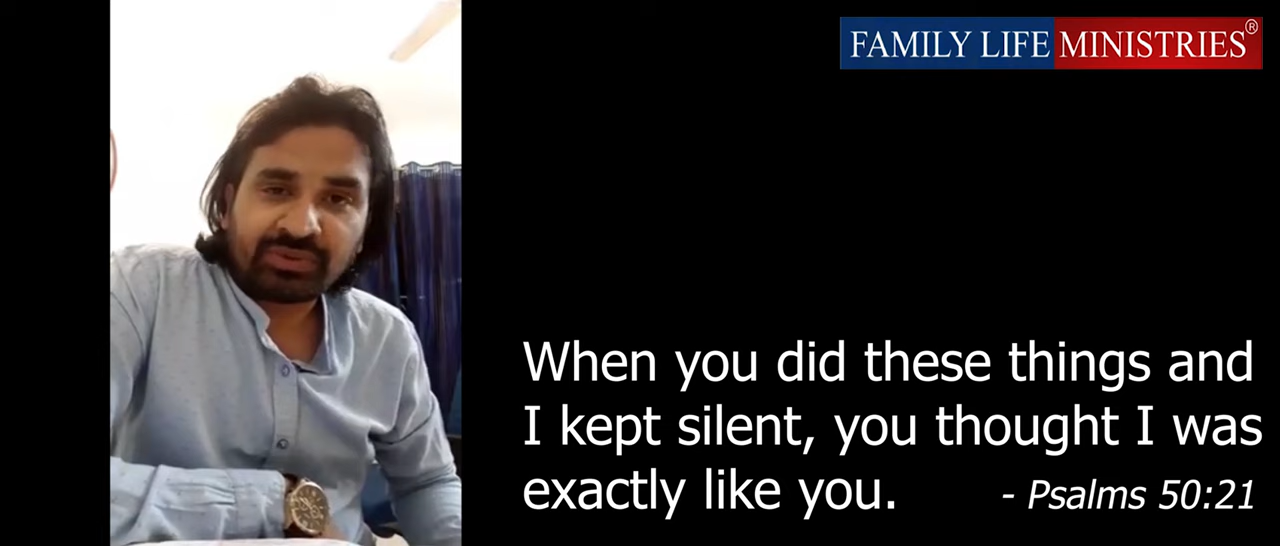 FAMILY LIFE MINISTRIES®
When you did these things and
I kept silent, you thought I was
exactly like you. - Psalms 50:21